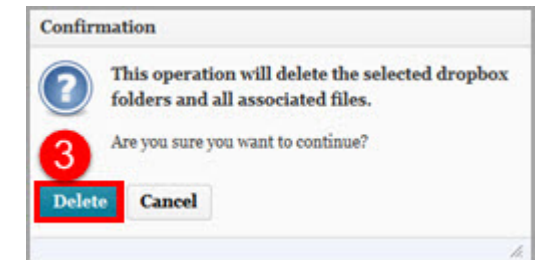 Confirmation
?
This operation will delete the selected dropbox
folders and all associated files.
Are you sure you want to continue?
3
Delete
Cancel